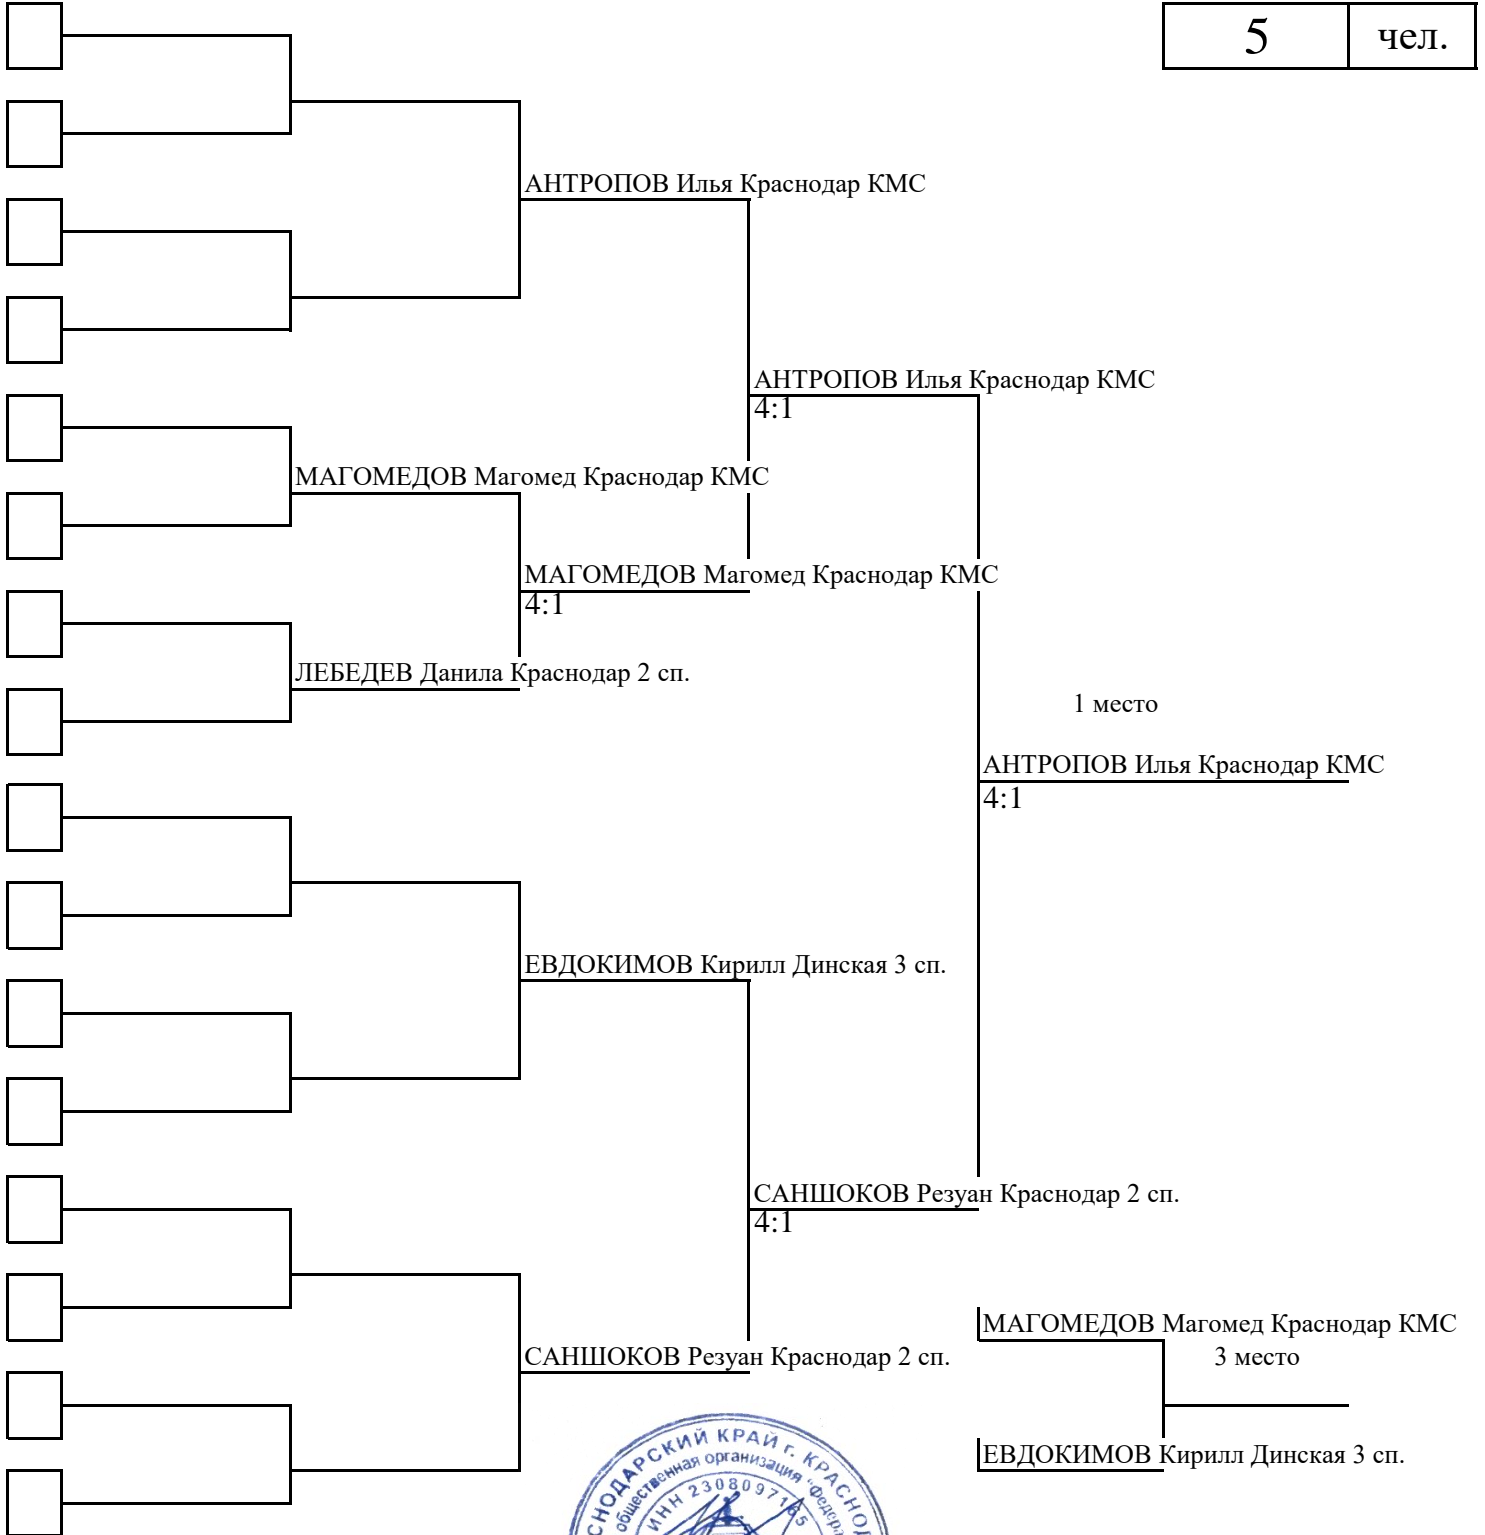 5 чел.
АНТРОПОВ Илья Краснодар КМС
АНТРОПОВ Илья Краснодар КМС
4:1
МАГОМЕДОВ Магомед Краснодар КМС
МАГОМЕДОВ Магомед Краснодар КМС
4:1
ЛЕБЕДЕВ Данила Краснодар 2 сп.
1 место
АНТРОПОВ Илья Краснодар КМС
4:1
ЕВДОКИМОВ Кирилл Динская 3 сп.
САНШОКОВ Резуан Краснодар 2 сп.
4:1
МАГОМЕДОВ Магомед Краснодар КМС
САНШОКОВ Резуан Краснодар 2 сп.
3 место
ЕВДОКИМОВ Кирилл Динская 3 сп.
КРАЙ г.
общественная организация
ИНН 2308097165